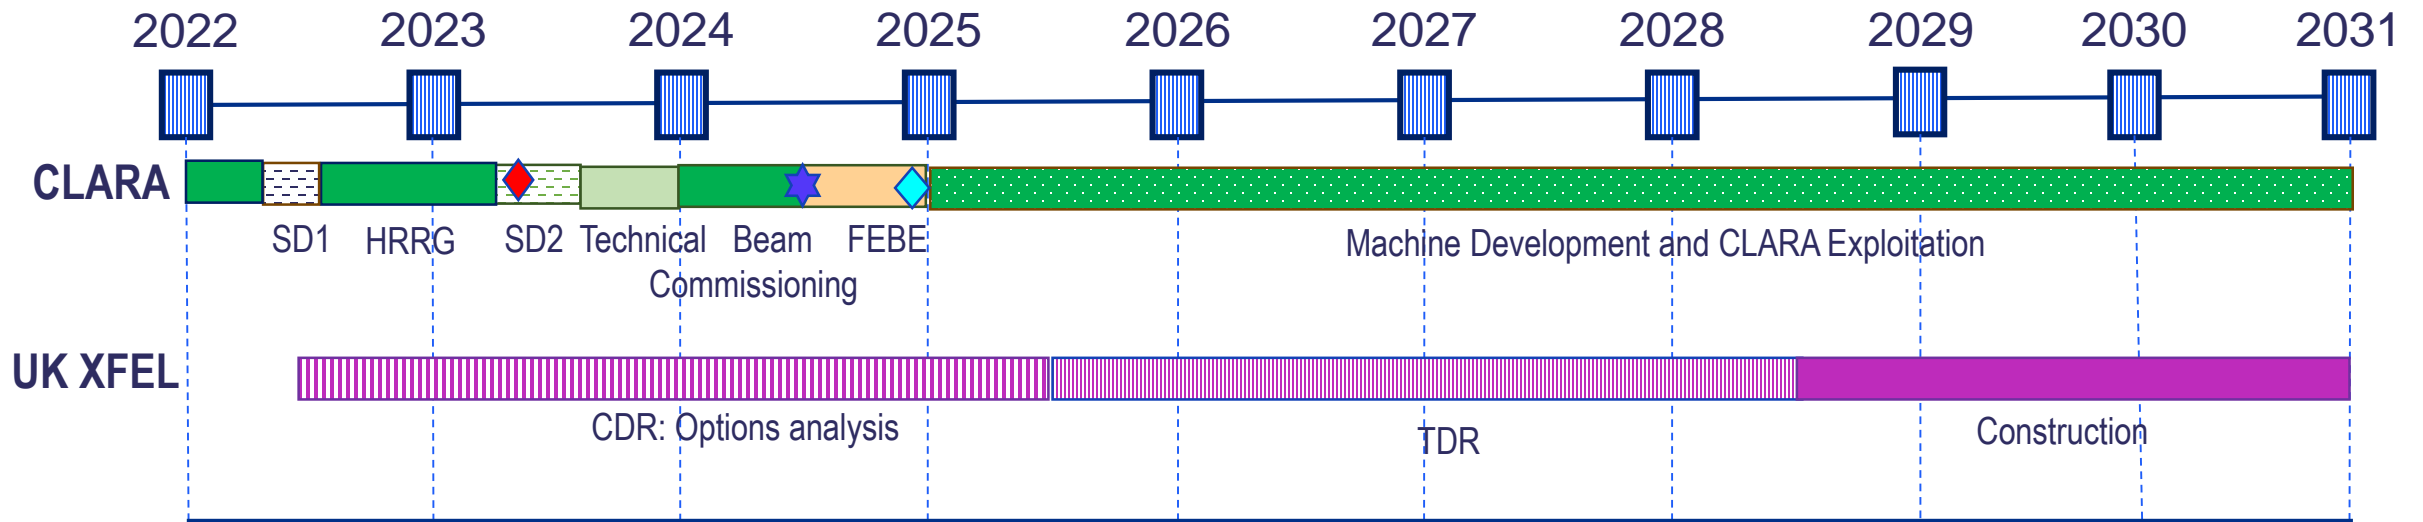 2022 2023 2024 2025 2026 2027 2028 2029 2030 2031
CLARA
SD1 HRRG SD2 Technical Beam FEBE Machine Development and CLARA Exploitation
Commissioning
UK XFEL
CDR: Options analysis TDR Construction